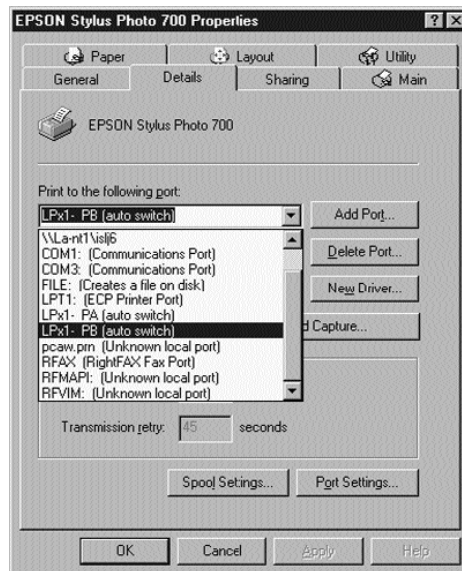 EPSON Stylus Photo 700 Properties
Paper Layout Utility
General Details Sharing Main
EPSON Stylus Photo 700
Print to the following port:
LPx1- PB (auto switch) Add Port...
\\La-nt1\islj6
COM1: (Communications Port) Delete Port...
COM3: (Communications Port)
FILE: (Creates a file on disk) New Driver...
LPT1: (ECP Printer Port)
LPx1- PA (auto switch)
LPx1- PB (auto switch) d Capture...
pcaw.prn (Unknown local port)
RFAX (RightFAX Fax Port)
RFMAPI: (Unknown local port)
RFVIM: (Unknown local port)
Transmission retry: 45 seconds
Spool Settings... Port Settings...
OK Cancel Apply Help